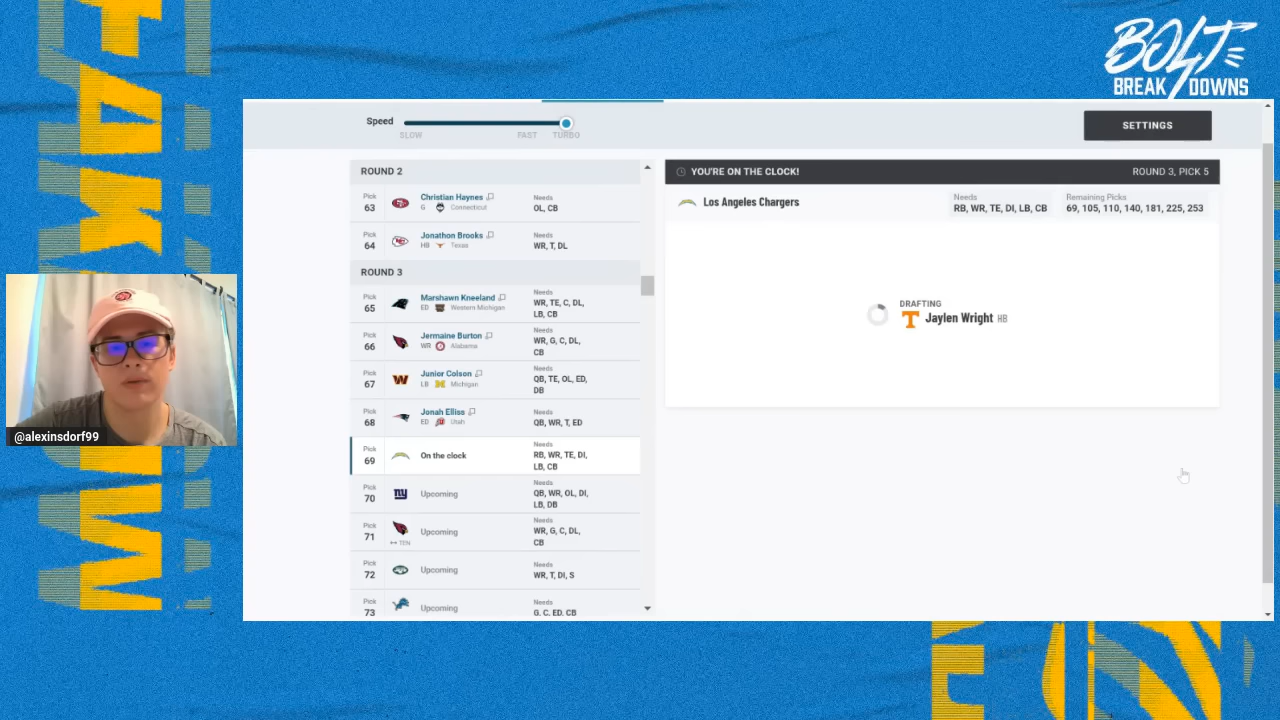 BOLT
BREAK DOWNS
Speed
SLOW
FAST
TURBO
SETTINGS
ROUND 2
Pick
63
Christian Haynes
G
Connecticut
Needs
OL, CB
Pick
64
Jonathon Brooks
HB
Texas
Needs
WR, T, DL
ROUND 3
Pick
65
Marshawn Kneeland
ED
Western Michigan
Needs
WR, TE, C, DL,
LB, CB
Pick
66
Jermaine Burton
WR
Alabama
Needs
WR, G, C, DL,
CB
Pick
67
Junior Colson
LB
Michigan
Needs
QB, TE, OL, ED,
DB
Pick
68
Jonah Elliss
ED
Utah
Needs
QB, WR, T, ED
Pick
69
On the clock
Needs
RB, WR, TE, DI,
LB, CB
Pick
70
Upcoming
Needs
QB, WR, OL, DI,
LB, DB
Pick
71
↔ TEN
Upcoming
Needs
WR, G, C, DL,
CB
Pick
72
Upcoming
Needs
WR, T, DI, S
Pick
73
Upcoming
Needs
G, C, ED, CB
YOU'RE ON THE CLOCK!
ROUND 3, PICK 5
Los Angeles Chargers
Needs
RB, WR, TE, DI, LB, CB
Remaining Picks
69, 105, 110, 140, 181, 225, 253
DRAFTING
Jaylen Wright HB
@alexinsdorf99